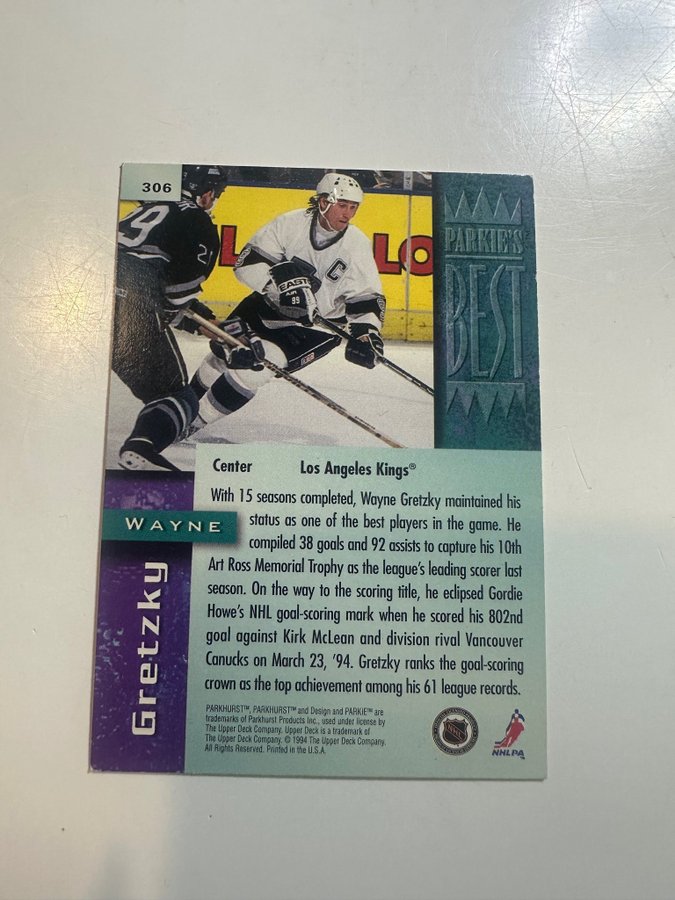 306
29
2
L
LO
C
EASTON
AIR
99
PARKIE'S
BEST
Center Los Angeles Kings®
With 15 seasons completed, Wayne Gretzky maintained his
status as one of the best players in the game. He
compiled 38 goals and 92 assists to capture his 10th
Art Ross Memorial Trophy as the league's leading scorer last
season. On the way to the scoring title, he eclipsed Gordie
Howe's NHL goal-scoring mark when he scored his 802nd
goal against Kirk McLean and division rival Vancouver
Canucks on March 23, '94. Gretzky ranks the goal-scoring
crown as the top achievement among his 61 league records.
WAYNE
Gretzky
PARKHURST™, PARKHURST™ and Design and PARKIE™ are
trademarks of Parkhurst Products Inc., used under license by
The Upper Deck Company. Upper Deck is a trademark of
The Upper Deck Company. © 1994 The Upper Deck Company.
All Rights Reserved. Printed in the U.S.A.
NHL
NHLPA™